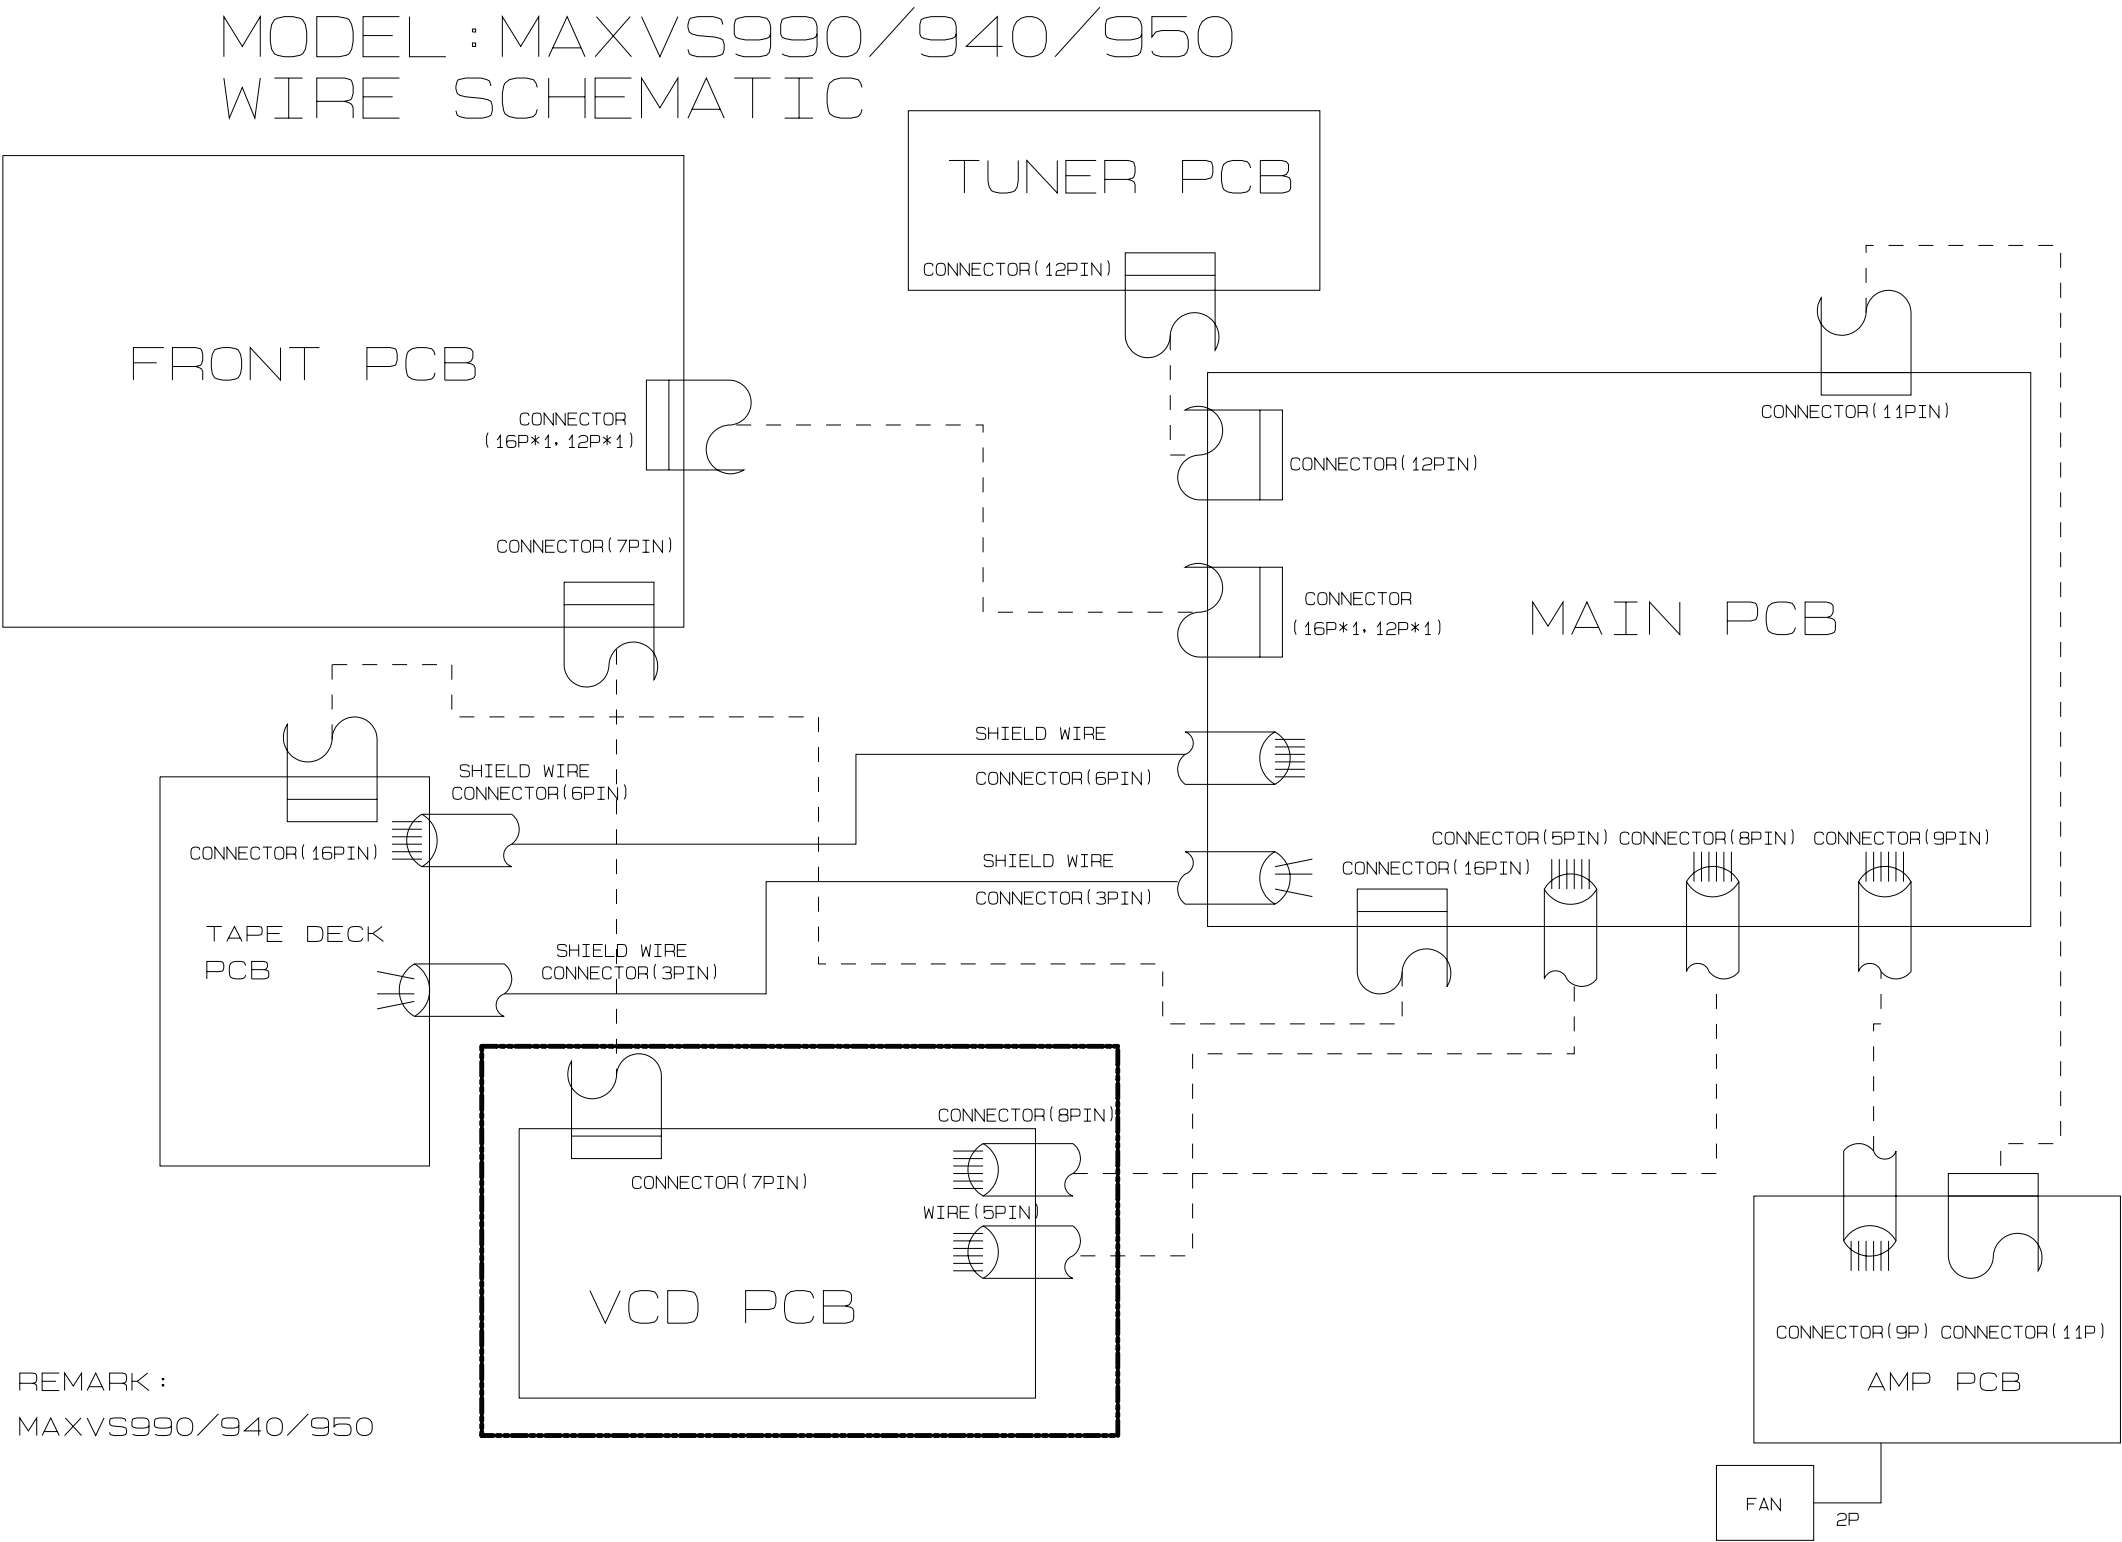 MODEL:MAXVS990/940/950
WIRE SCHEMATIC
TUNER PCB
CONNECTOR(12PIN)
FRONT PCB
CONNECTOR
(16P*1,12P*1)
CONNECTOR(7PIN)
CONNECTOR(11PIN)
CONNECTOR(12PIN)
CONNECTOR
(16P*1,12P*1)
MAIN PCB
SHIELD WIRE
CONNECTOR(6PIN)
SHIELD WIRE
CONNECTOR(6PIN)
CONNECTOR(16PIN)
SHIELD WIRE
CONNECTOR(3PIN)
CONNECTOR(5PIN)
CONNECTOR(8PIN)
CONNECTOR(9PIN)
CONNECTOR(16PIN)
TAPE DECK
PCB
SHIELD WIRE
CONNECTOR(3PIN)
CONNECTOR(8PIN)
CONNECTOR(7PIN)
WIRE(5PIN)
VCD PCB
CONNECTOR(9P)
CONNECTOR(11P)
AMP PCB
REMARK:
MAXVS990/940/950
FAN
2P